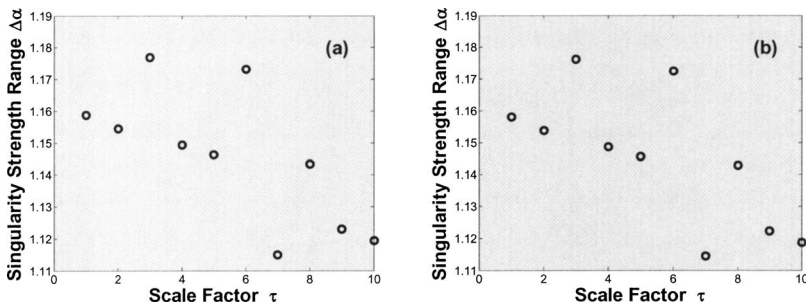 1.19
1.18
1.17
1.16
1.15
1.14
1.13
1.12
1.11
Singularity Strength Range Δα
(a)
0 2 4 6 8 10
Scale Factor τ
1.19
1.18
1.17
1.16
1.15
1.14
1.13
1.12
1.11
Singularity Strength Range Δα
(b)
0 2 4 6 8 10
Scale Factor τ